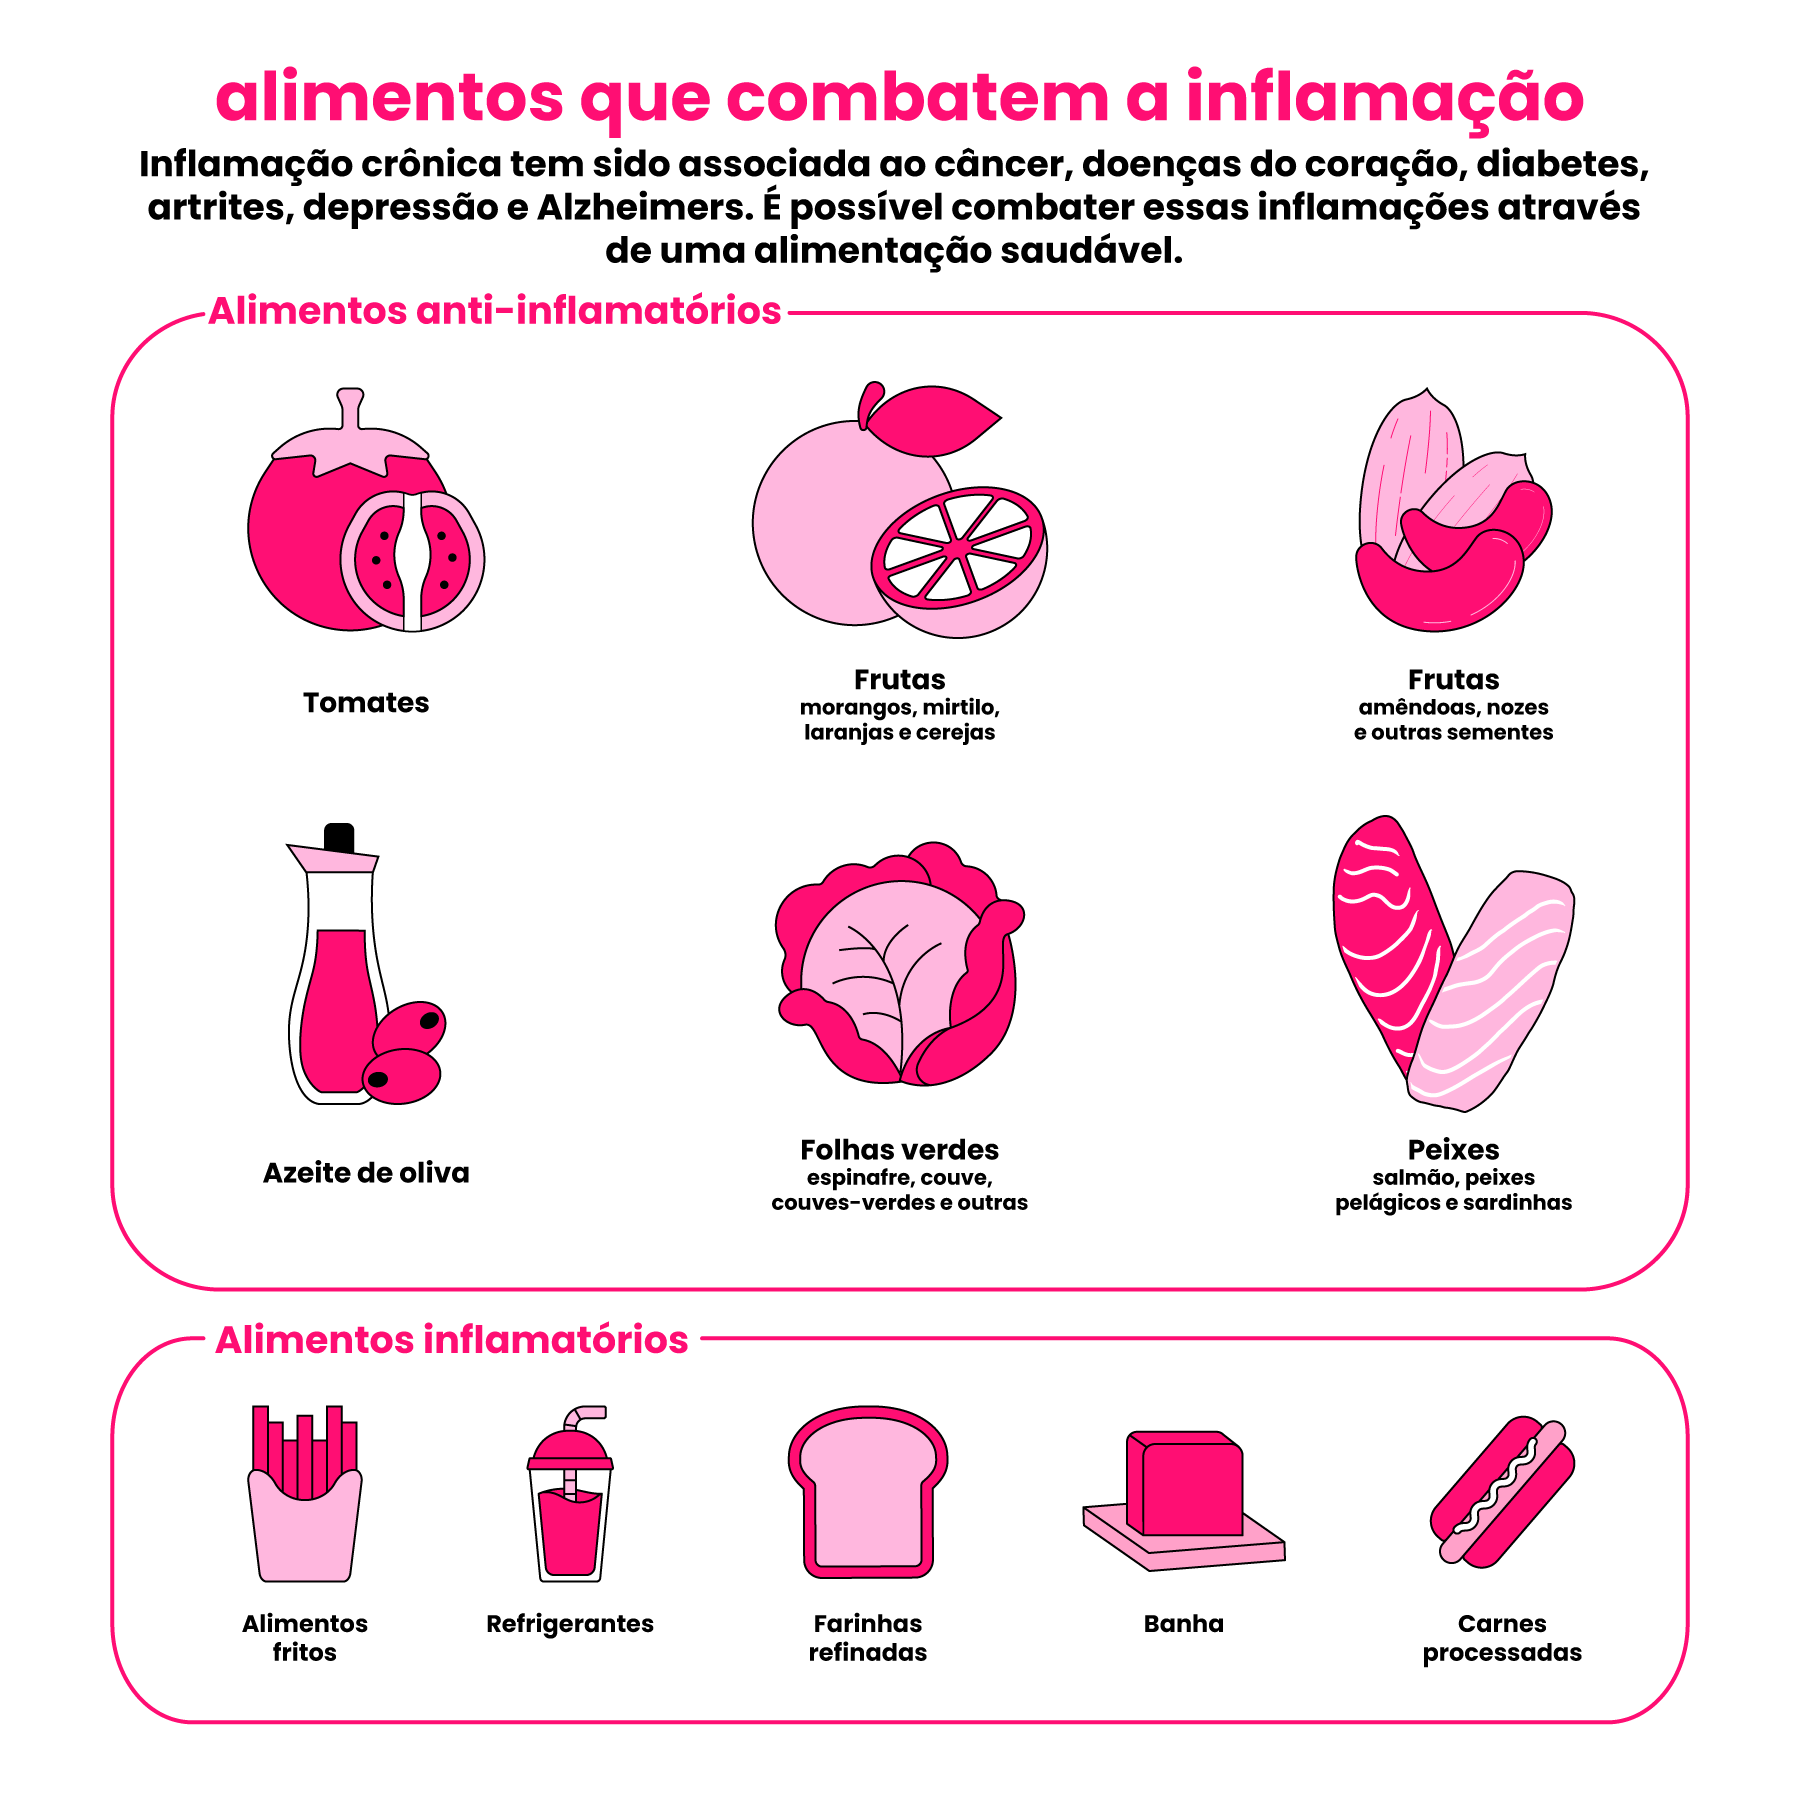 alimentos que combatem a inflamação
Inflamação crônica tem sido associada ao câncer, doenças do coração, diabetes,
artrites, depressão e Alzheimers. É possível combater essas inflamações através
de uma alimentação saudável.
Alimentos anti-inflamatórios
Tomates
Frutas
morangos, mirtilo,
laranjas e cerejas
Frutas
amêndoas, nozes
e outras sementes
Azeite de oliva
Folhas verdes
espinafre, couve,
couves-verdes e outras
Peixes
salmão, peixes
pelágicos e sardinhas
Alimentos inflamatórios
Alimentos
fritos
Refrigerantes
Farinhas
refinadas
Banha
Carnes
processadas